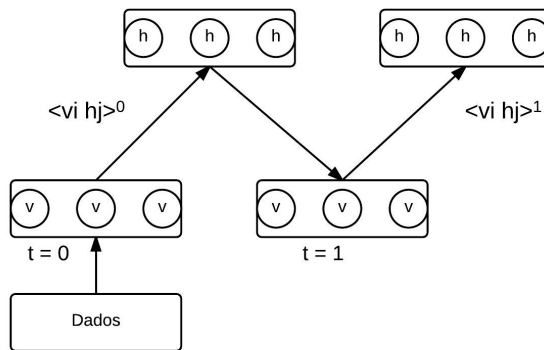 h h h
h h h
<vi hj>0
<vi hj>1
v v v
v v v
t = 0
t = 1
Dados